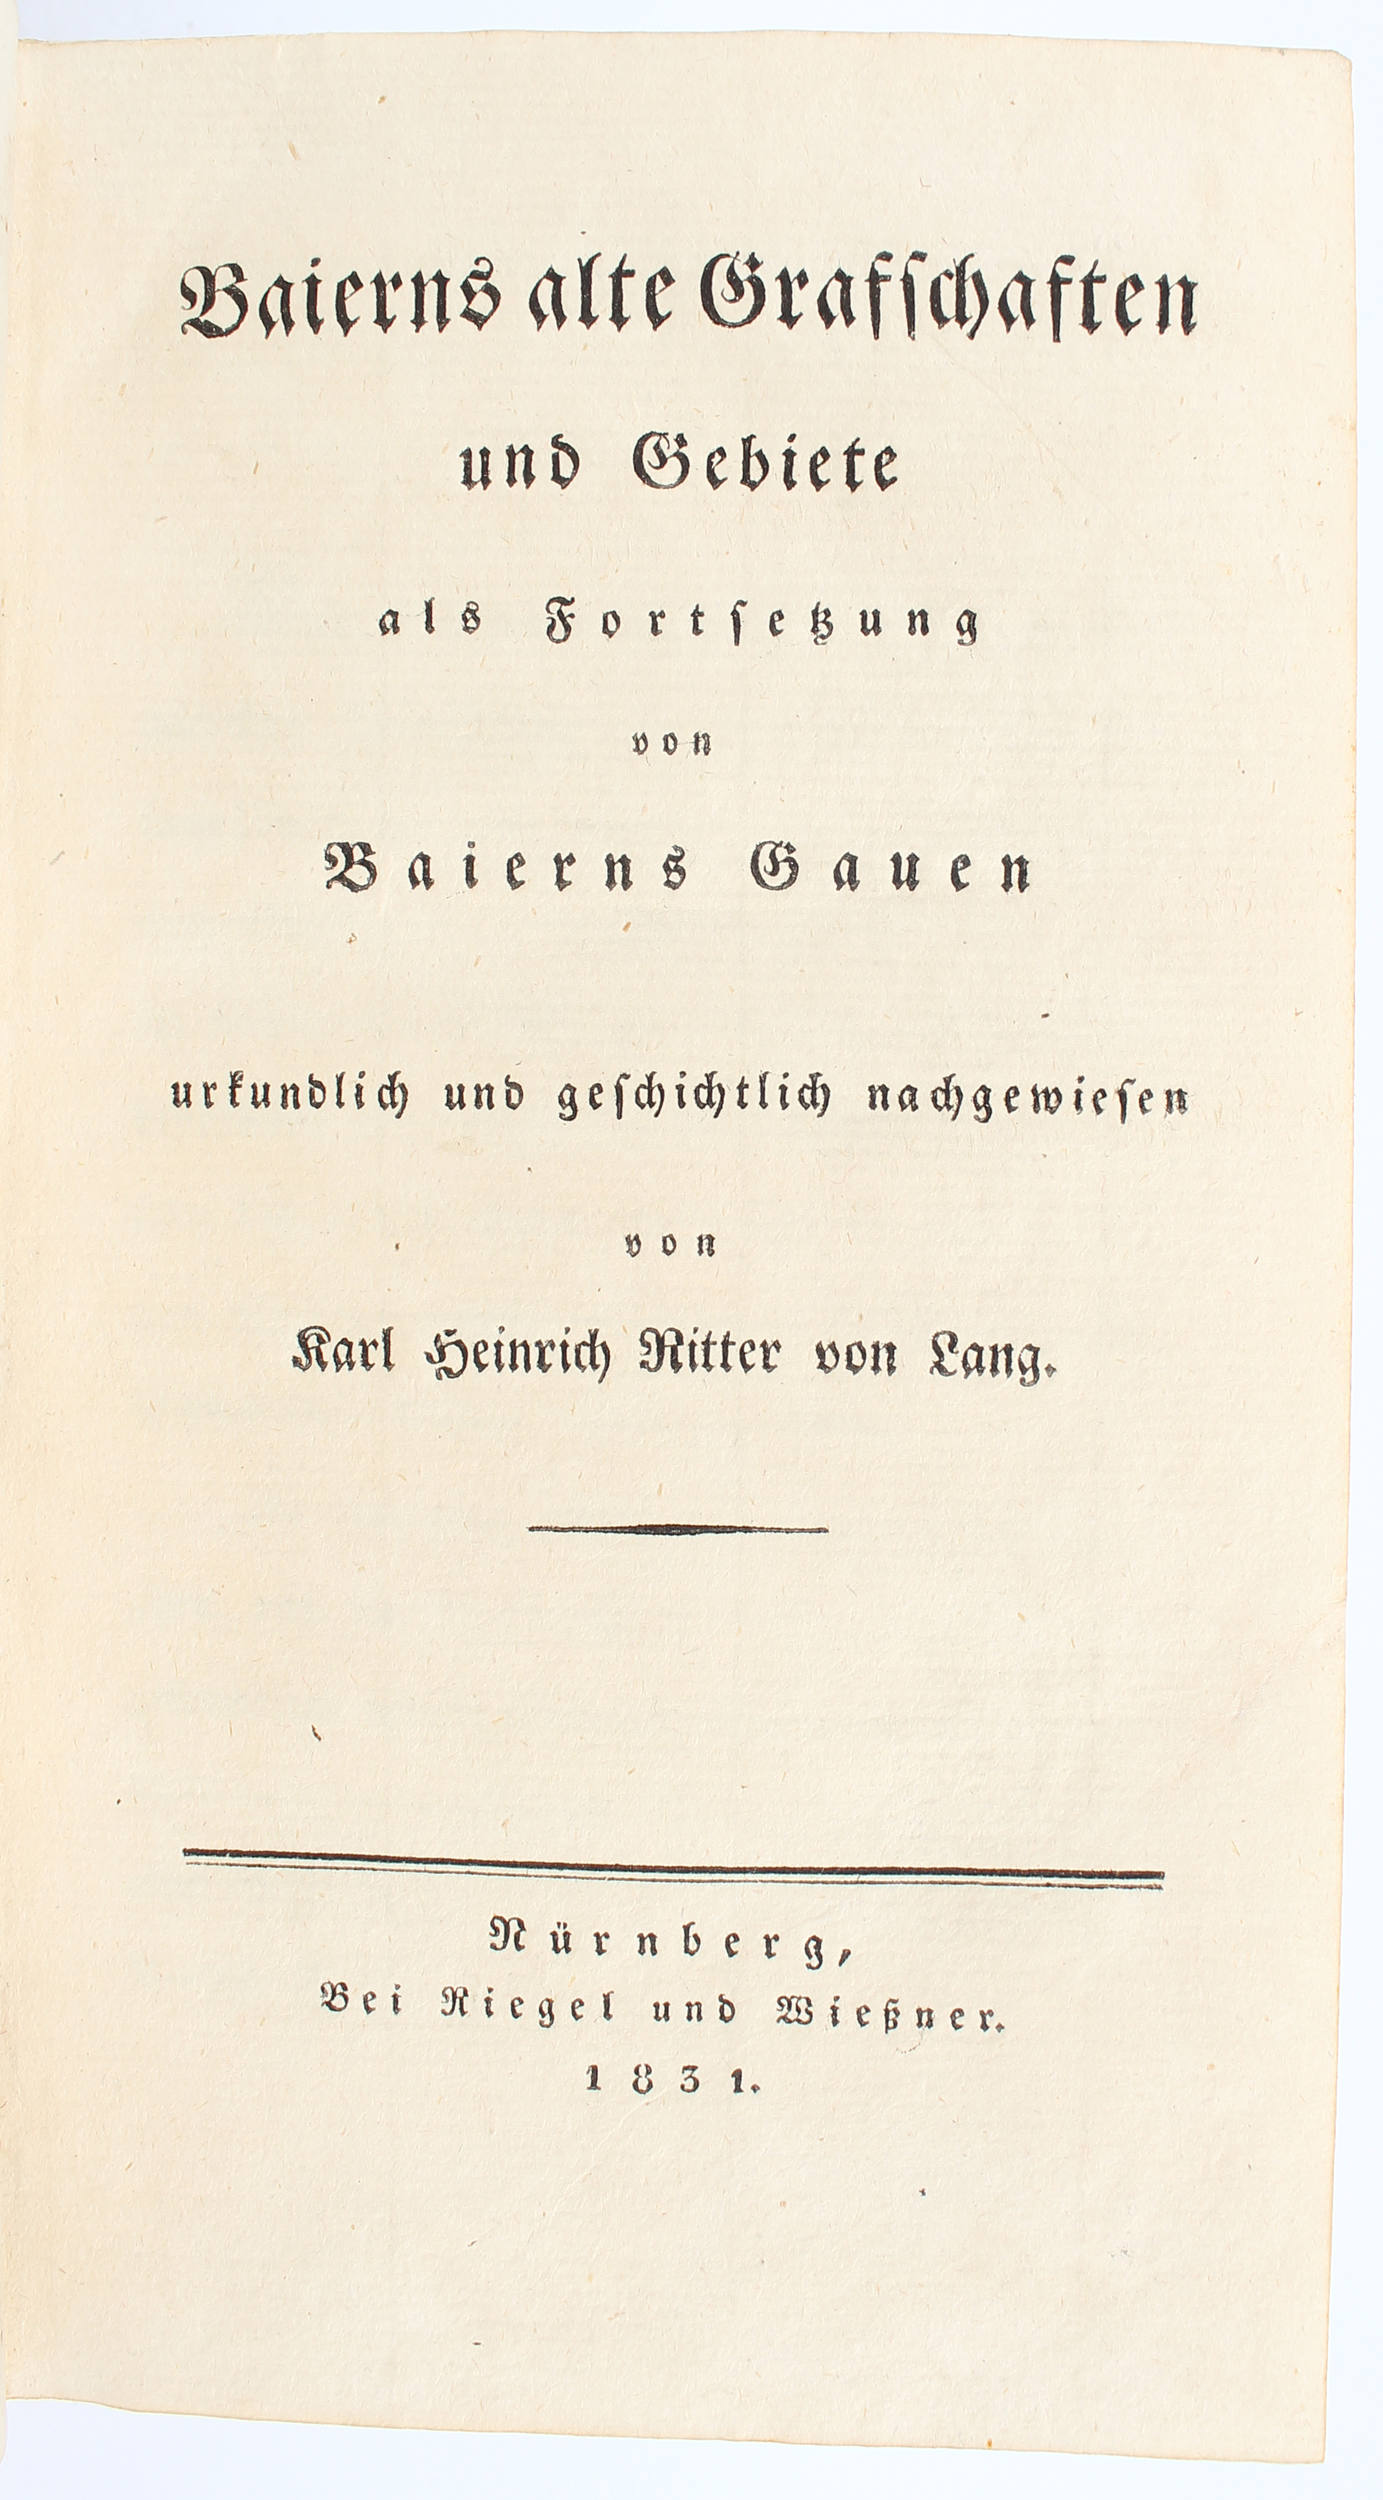 Baierns alte Grafschaften
und Gebiete
als Fortsetzung
von
Baierns Gauen
urkundlich und geschichtlich nachgewiesen
von
Karl Heinrich Ritter von Lang.
Nürnberg,
Bei Riegel und Wießner.
1831.